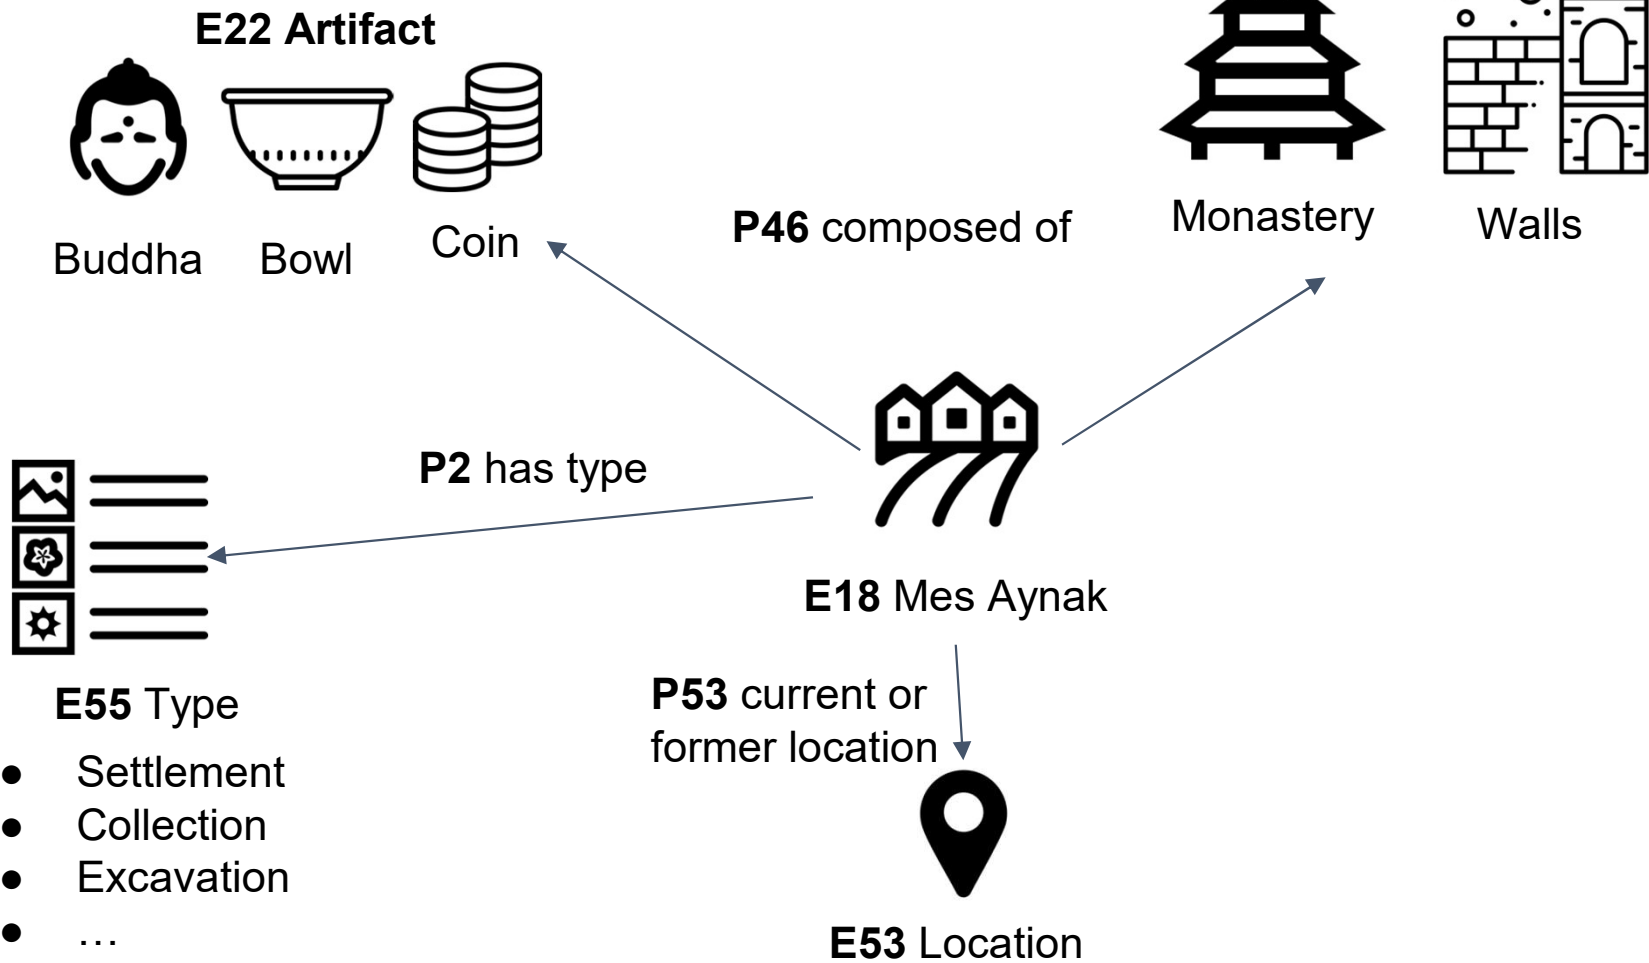 E22 Artifact
Buddha
Bowl
Coin
P46 composed of
Monastery
Walls
P2 has type
E18 Mes Aynak
E55 Type
● Settlement
● Collection
● Excavation
● …
P53 current or
former location
E53 Location